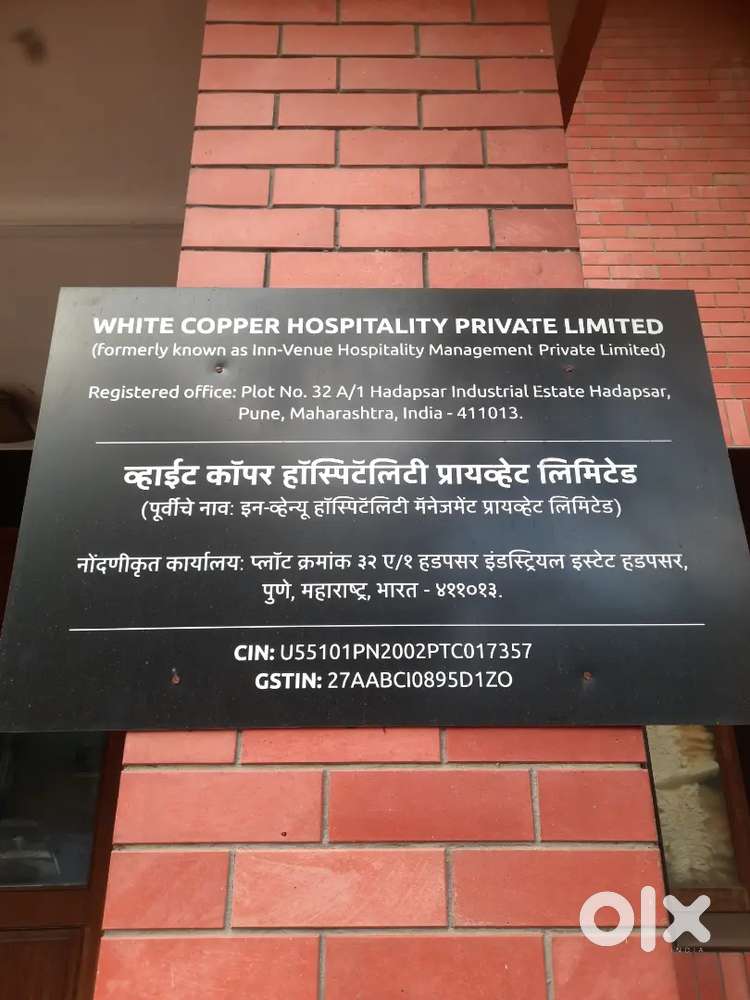 WHITE COPPER HOSPITALITY PRIVATE LIMITED
(formerly known as Inn-Venue Hospitality Management Private Limited)
Registered office: Plot No. 32 A/1 Hadapsar Industrial Estate Hadapsar,
Pune, Maharashtra, India - 411013.
व्हाईट कॉपर हॉस्पिटॅलिटी प्रायव्हेट लिमिटेड
(पूर्वीचे नाव: इन-व्हेन्यू हॉस्पिटॅलिटी मॅनेजमेंट प्रायव्हेट लिमिटेड)
नोंदणीकृत कार्यालय: प्लॉट क्रमांक ३२ ए/१ हडपसर इंडस्ट्रियल इस्टेट हडपसर,
पुणे, महाराष्ट्र, भारत - ४११०१३.
CIN: U55101PN2002PTC017357
GSTIN: 27AABCI0895D1ZO
olx
INDIA